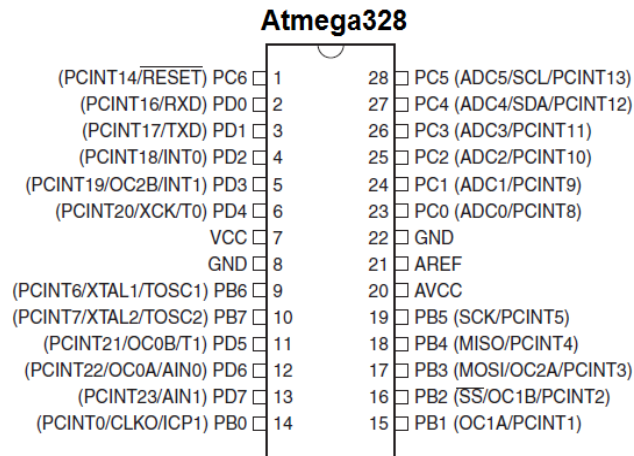 Atmega328
(PCINT14/RESET) PC6 1 28 PC5 (ADC5/SCL/PCINT13)
(PCINT16/RXD) PD0 2 27 PC4 (ADC4/SDA/PCINT12)
(PCINT17/TXD) PD1 3 26 PC3 (ADC3/PCINT11)
(PCINT18/INT0) PD2 4 25 PC2 (ADC2/PCINT10)
(PCINT19/OC2B/INT1) PD3 5 24 PC1 (ADC1/PCINT9)
(PCINT20/XCK/T0) PD4 6 23 PC0 (ADC0/PCINT8)
VCC 7 22 GND
GND 8 21 AREF
(PCINT6/XTAL1/TOSC1) PB6 9 20 AVCC
(PCINT7/XTAL2/TOSC2) PB7 10 19 PB5 (SCK/PCINT5)
(PCINT21/OC0B/T1) PD5 11 18 PB4 (MISO/PCINT4)
(PCINT22/OC0A/AIN0) PD6 12 17 PB3 (MOSI/OC2A/PCINT3)
(PCINT23/AIN1) PD7 13 16 PB2 (SS/OC1B/PCINT2)
(PCINT0/CLKO/ICP1) PB0 14 15 PB1 (OC1A/PCINT1)